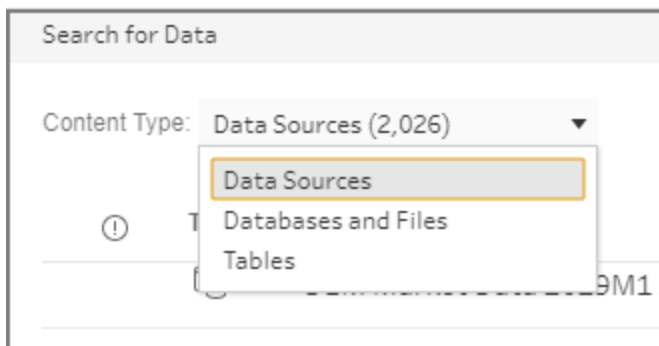 Search for Data
Content Type: Data Sources (2,026)
Data Sources
Databases and Files
Tables